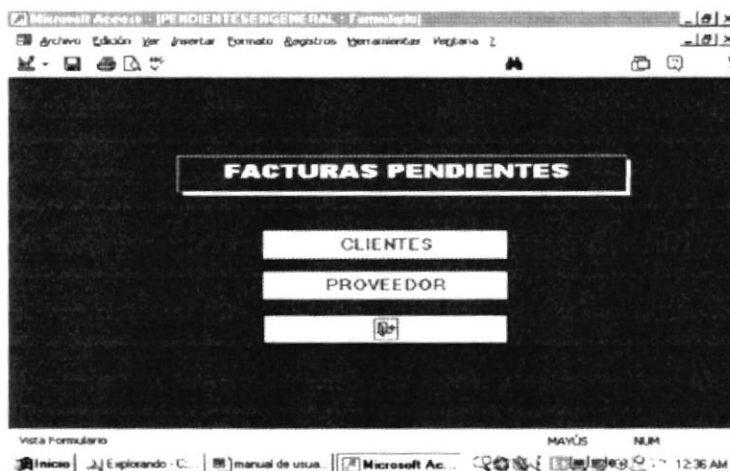 Microsoft Access - [PENDIENTESENGENERAL : Formulario]
Archivo Edición Ver Insertar Formato Registros Herramientas Ventana ?
FACTURAS PENDIENTES
CLIENTES
PROVEEDOR
Vista Formulario MAYÚS NUM
Inicio Explorando - C:... manual de usua... Microsoft Ac... 12:36 AM